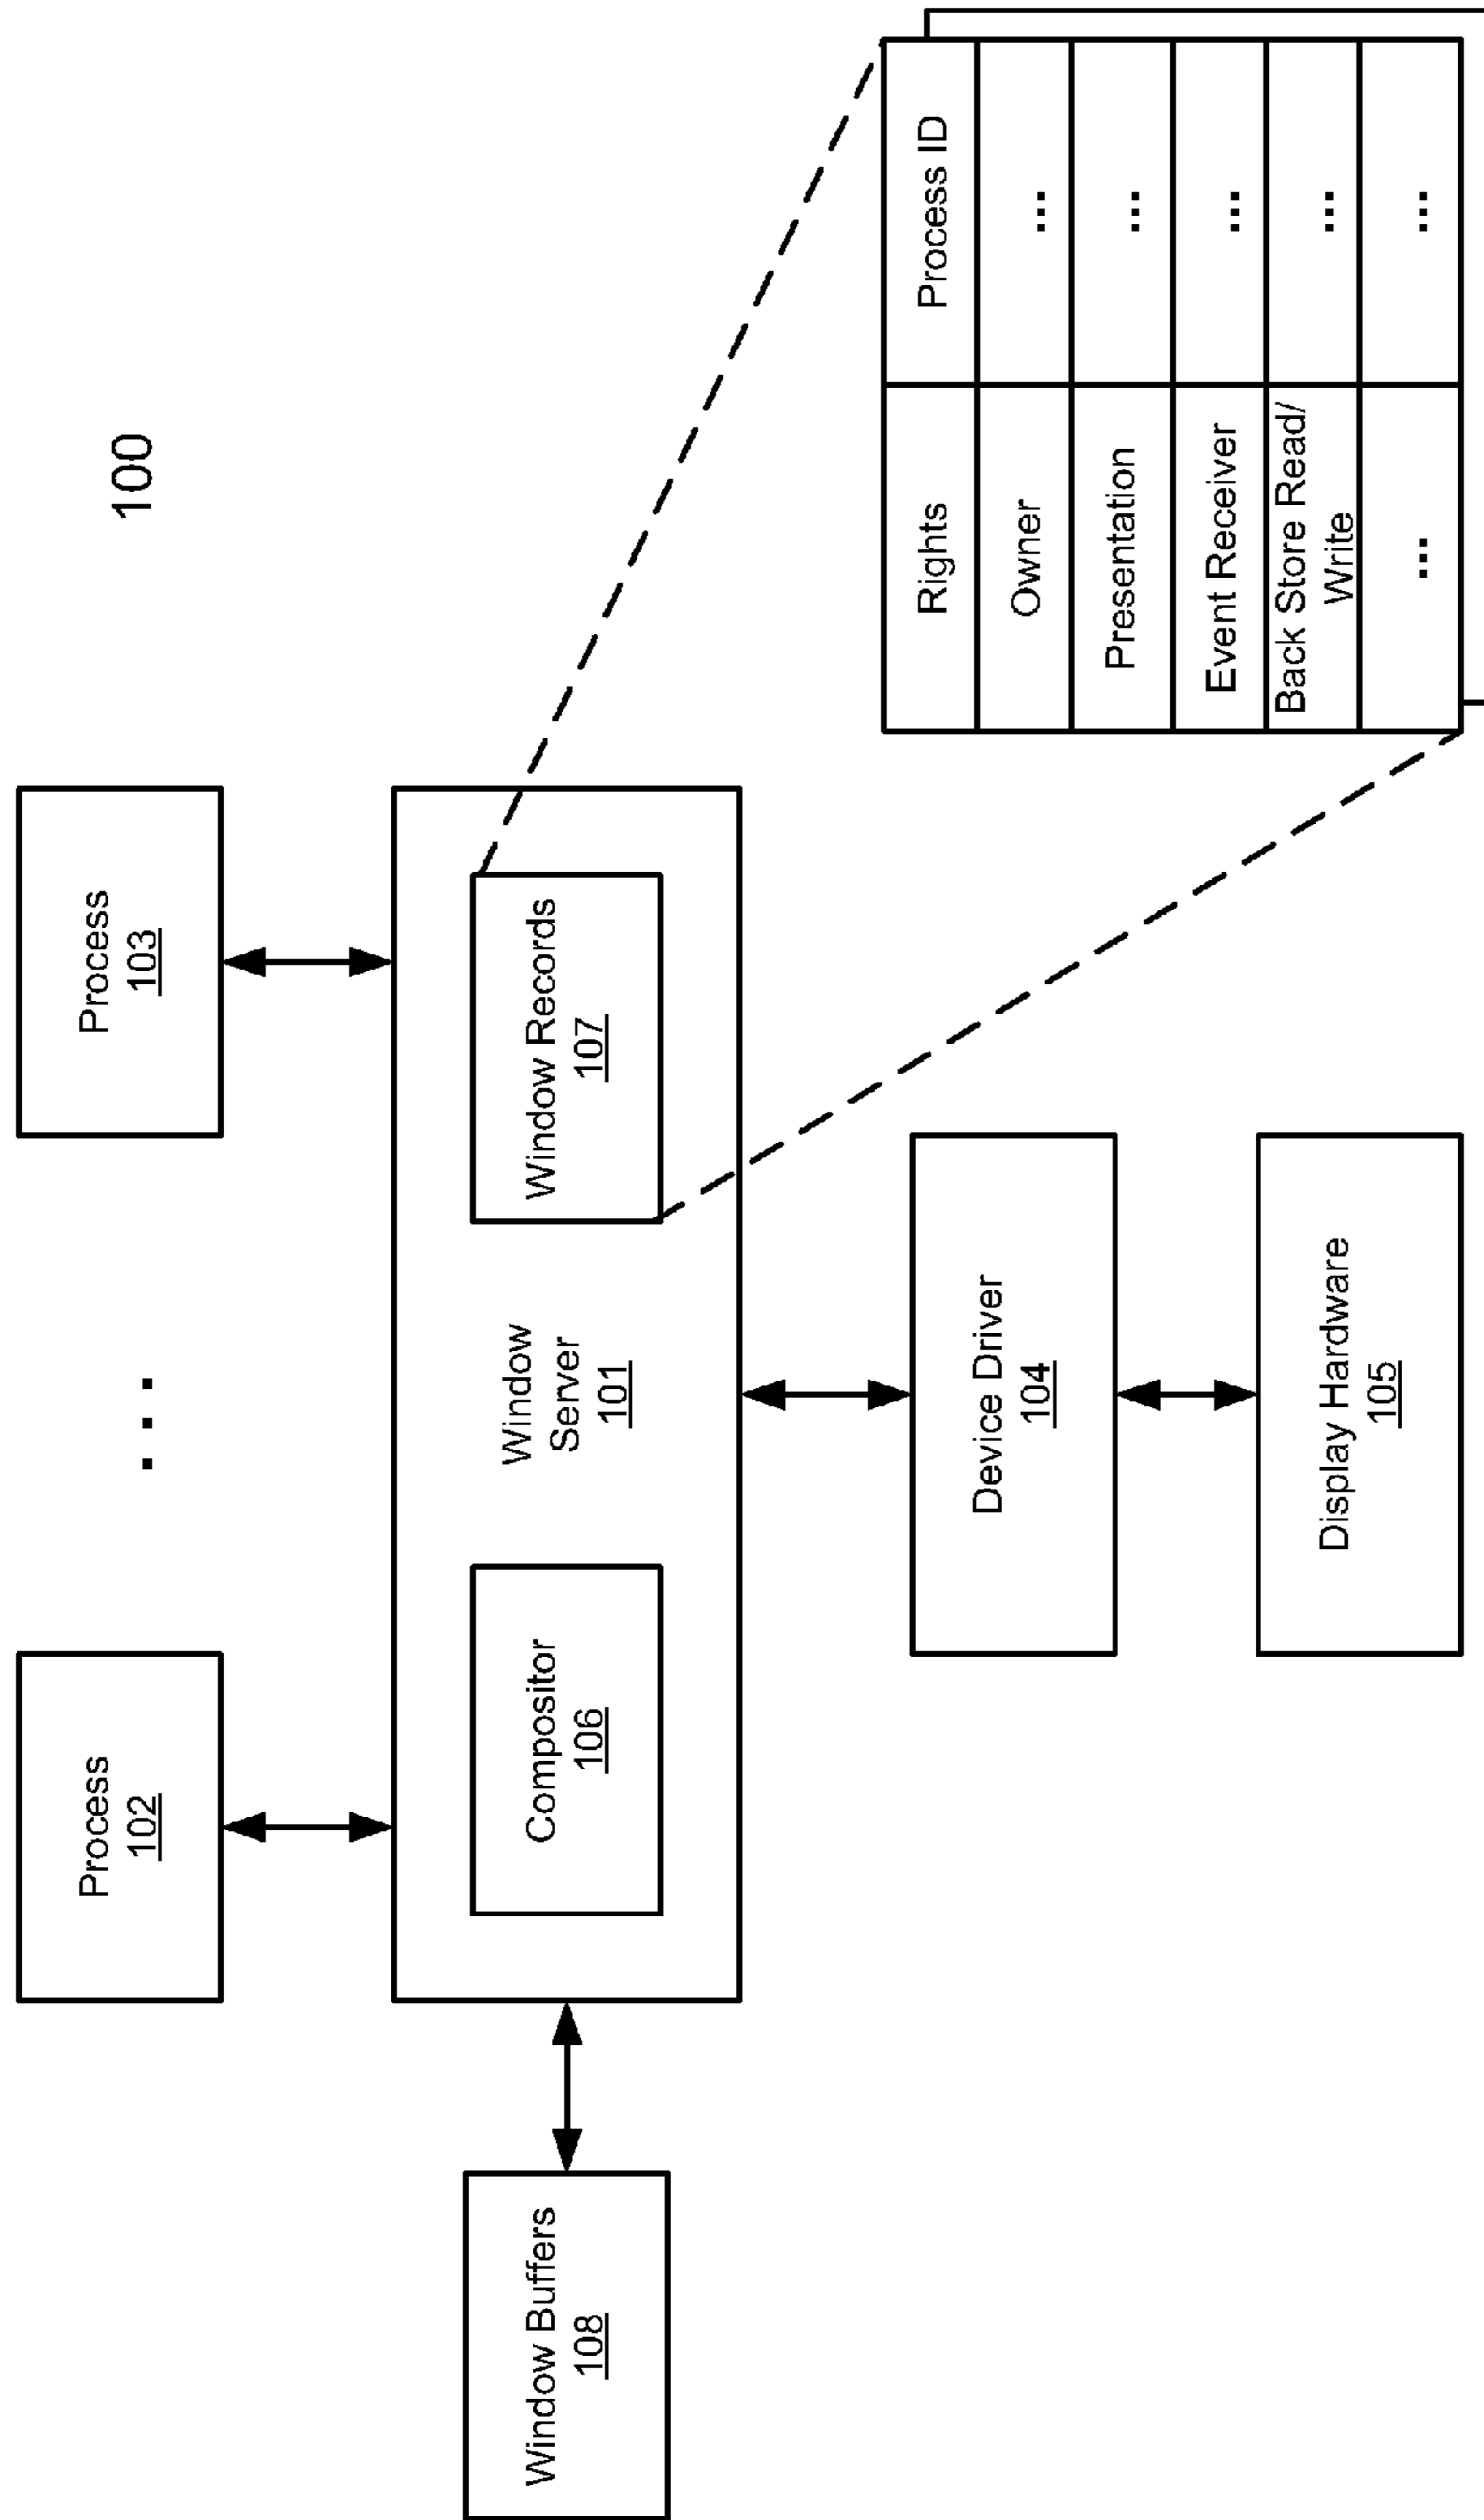 100
Process
102
. . .
Process
103
Window Buffers
108
Compositor
106
Window
Server
101
Window Records
107
Device Driver
104
Display Hardware
105
Rights
Process ID
Owner
...
Presentation
...
Event Receiver
...
Back Store Read/
Write
...
...
...